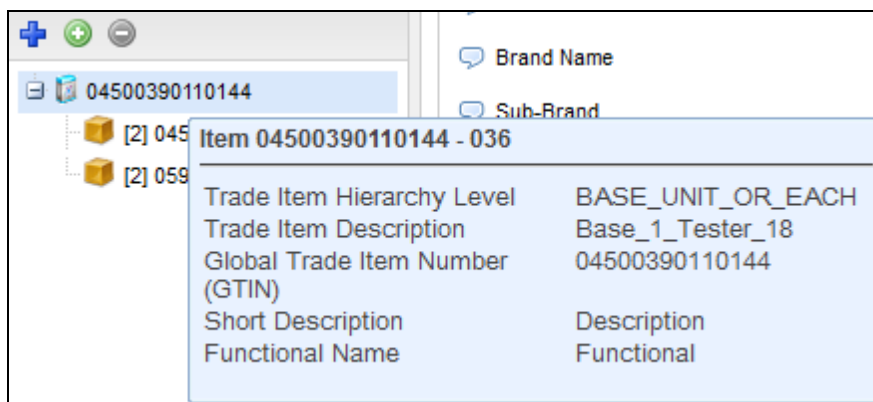 Brand Name
04500390110144
Sub-Brand
[2] 045
Item 04500390110144 - 036
[2] 059
Trade Item Hierarchy Level BASE_UNIT_OR_EACH
Trade Item Description Base_1_Tester_18
Global Trade Item Number 04500390110144
(GTIN)
Short Description Description
Functional Name Functional